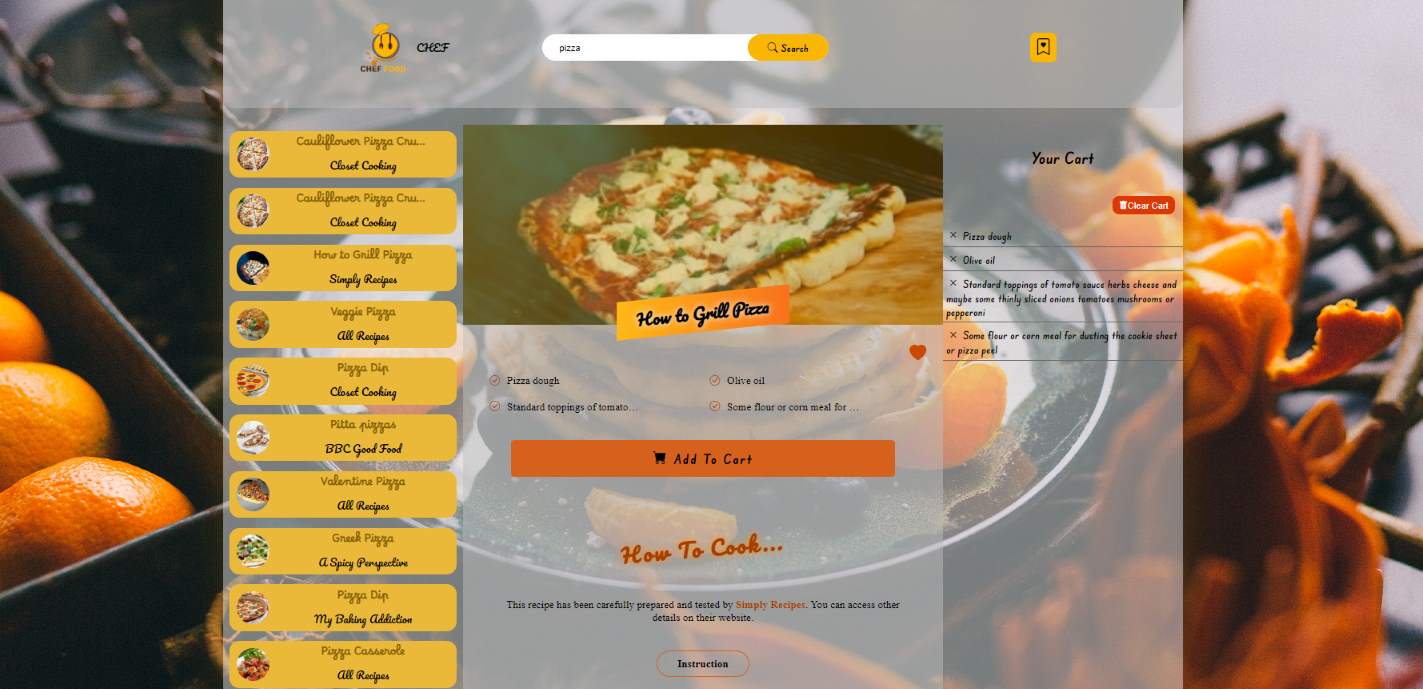 CHEF FOOD
CHEF
pizza
Search
Cauliflower Pizza Cru...
Closet Cooking
Cauliflower Pizza Cru...
Closet Cooking
How to Grill Pizza
Simply Recipes
Veggie Pizza
All Recipes
Pizza Dip
Closet Cooking
Pitta pizzas
BBC Good Food
Valentine Pizza
All Recipes
Greek Pizza
A Spicy Perspective
Pizza Dip
My Baking Addiction
Pizza Casserole
All Recipes
How to Grill Pizza
Pizza dough
Olive oil
Standard toppings of tomato...
Some flour or corn meal for ...
Add To Cart
How To Cook...
This recipe has been carefully prepared and tested by Simply Recipes. You can access other
details on their website.
Instruction
Your Cart
Clear Cart
Pizza dough
Olive oil
Standard toppings of tomato sauce herbs cheese and
maybe some thinly sliced onions tomatoes mushrooms or
pepperoni
Some flour or corn meal for dusting the cookie sheet
or pizza peel